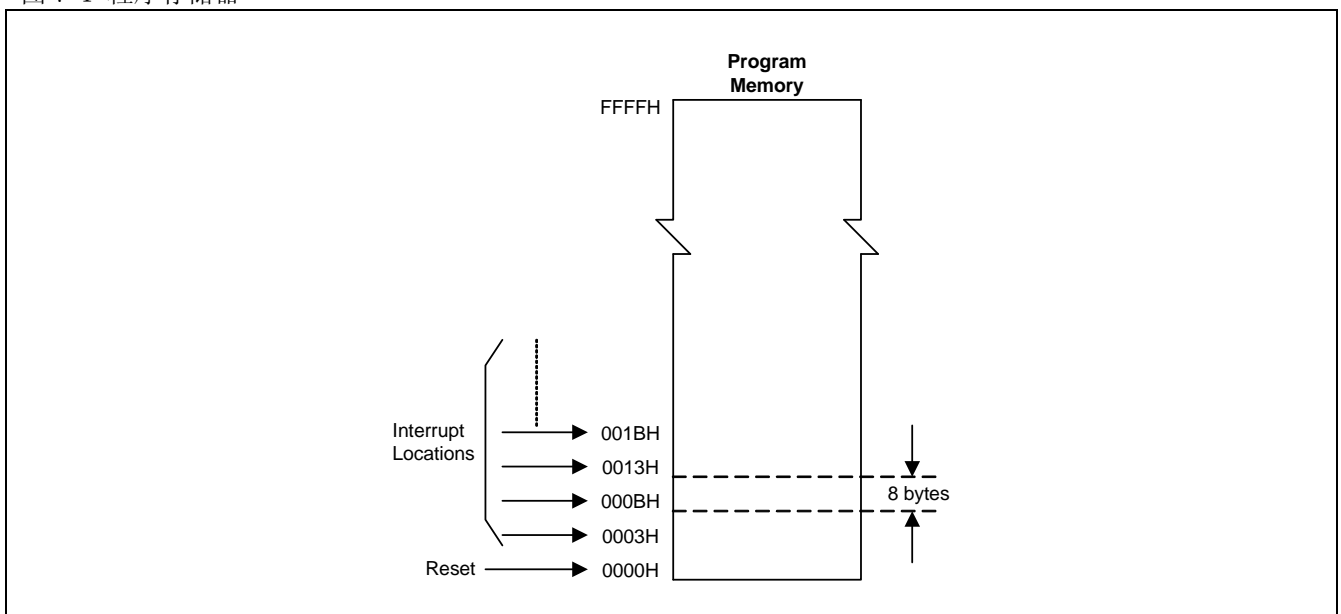 Program
Memory
FFFFH
Interrupt
Locations
001BH
0013H
000BH
0003H
8 bytes
Reset
0000H